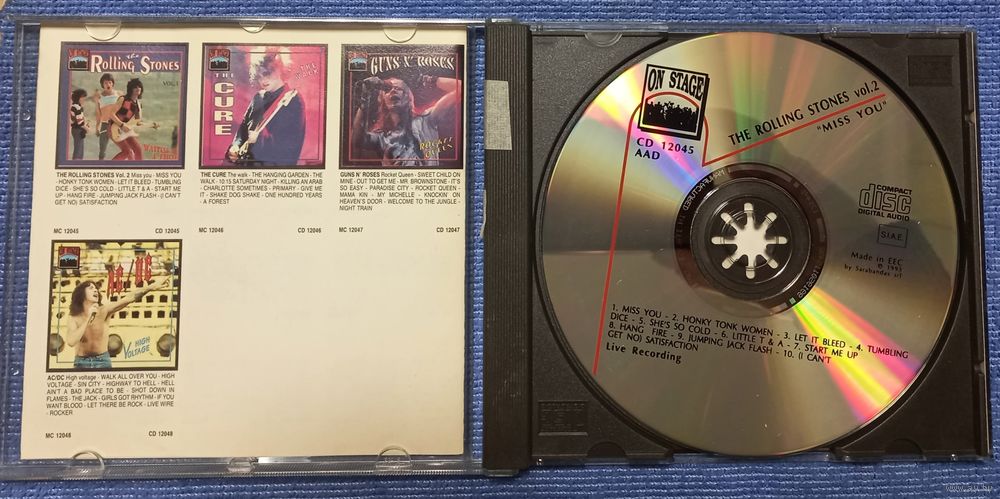 The
Rolling Stones
VOL.1
THE CURE
THE WALK
GUNS N' ROSES
ROCKET QUEEN
THE ROLLING STONES Vol. 2 Miss you - MISS YOU
- HONKY TONK WOMEN - LET IT BLEED - TUMBLING
DICE - SHE'S SO COLD - LITTLE T & A - START ME
UP - HANG FIRE - JUMPING JACK FLASH - (I CAN'T
GET NO) SATISFACTION
MC 12045 CD 12045
THE CURE The walk - THE HANGING GARDEN - THE
WALK - 10.15 SATURDAY NIGHT - KILLING AN ARAB
- CHARLOTTE SOMETIMES - PRIMARY - GIVE ME
IT - SHAKE DOG SHAKE - ONE HUNDRED YEARS
- A FOREST
MC 12046 CD 12046
GUNS N' ROSES Rocket Queen - SWEET CHILD ON
MINE - OUT TO GET ME - MR. BROWNSTONE - IT'S
SO EASY - PARADISE CITY - ROCKET QUEEN -
MAMA KIN - MY MICHELLE - KNOCKIN' ON
HEAVEN'S DOOR - WELCOME TO THE JUNGLE -
NIGHT TRAIN
MC 12047 CD 12047
AC/DC
HIGH
VOLTAGE
AC/DC High voltage - WALK ALL OVER YOU - HIGH
VOLTAGE - SIN CITY - HIGHWAY TO HELL - HELL
AIN'T A BAD PLACE TO BE - SHOT DOWN IN
FLAMES - THE JACK - GIRLS GOT RHYTHM - IF YOU
WANT BLOOD - LET THERE BE ROCK - LIVE WIRE
- ROCKER
MC 12048 CD 12048
ON STAGE
CD 12045
AAD
THE ROLLING STONES vol.2
"MISS YOU"
COMPACT
disc
DIGITAL AUDIO
S.I.A.E.
Made in EEC
℗ 1993
by Sarabandas srl
1. MISS YOU - 2. HONKY TONK WOMEN - 3. LET IT BLEED - 4. TUMBLING
DICE - 5. SHE'S SO COLD - 6. LITTLE T & A - 7. START ME UP
8. HANG FIRE - 9. JUMPING JACK FLASH - 10. (I CAN'T
GET NO) SATISFACTION
Live Recording